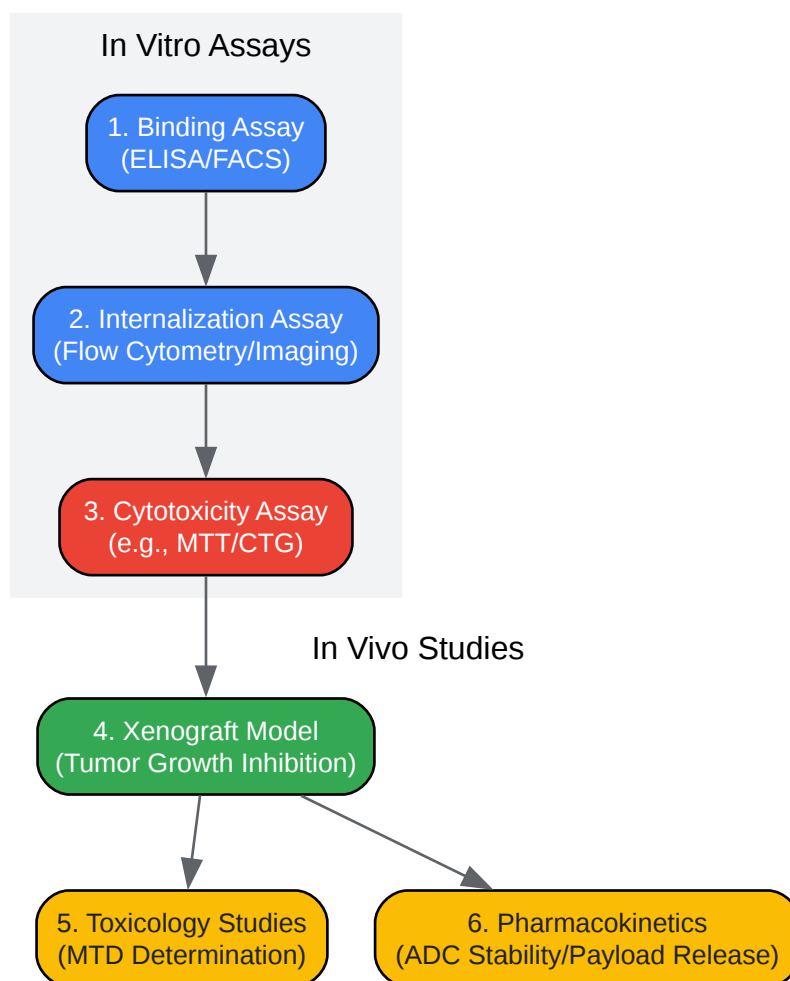 In Vitro Assays
1. Binding Assay
(ELISA/FACS)
2. Internalization Assay
(Flow Cytometry/Imaging)
3. Cytotoxicity Assay
(e.g., MTT/CTG)
In Vivo Studies
4. Xenograft Model
(Tumor Growth Inhibition)
5. Toxicology Studies
(MTD Determination)
6. Pharmacokinetics
(ADC Stability/Payload Release)